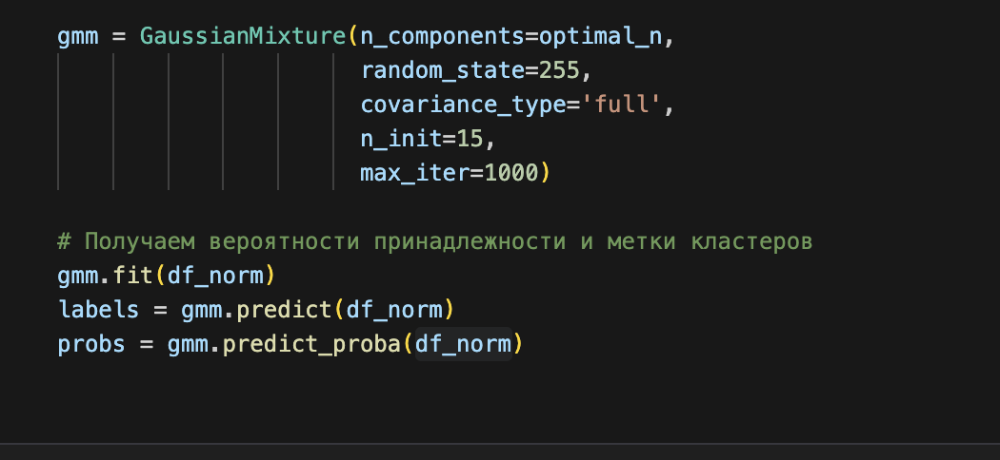 gmm = GaussianMixture(n_components=optimal_n,
random_state=255,
covariance_type='full',
n_init=15,
max_iter=1000)
# Получаем вероятности принадлежности и метки кластеров
gmm.fit(df_norm)
labels = gmm.predict(df_norm)
probs = gmm.predict_proba(df_norm)